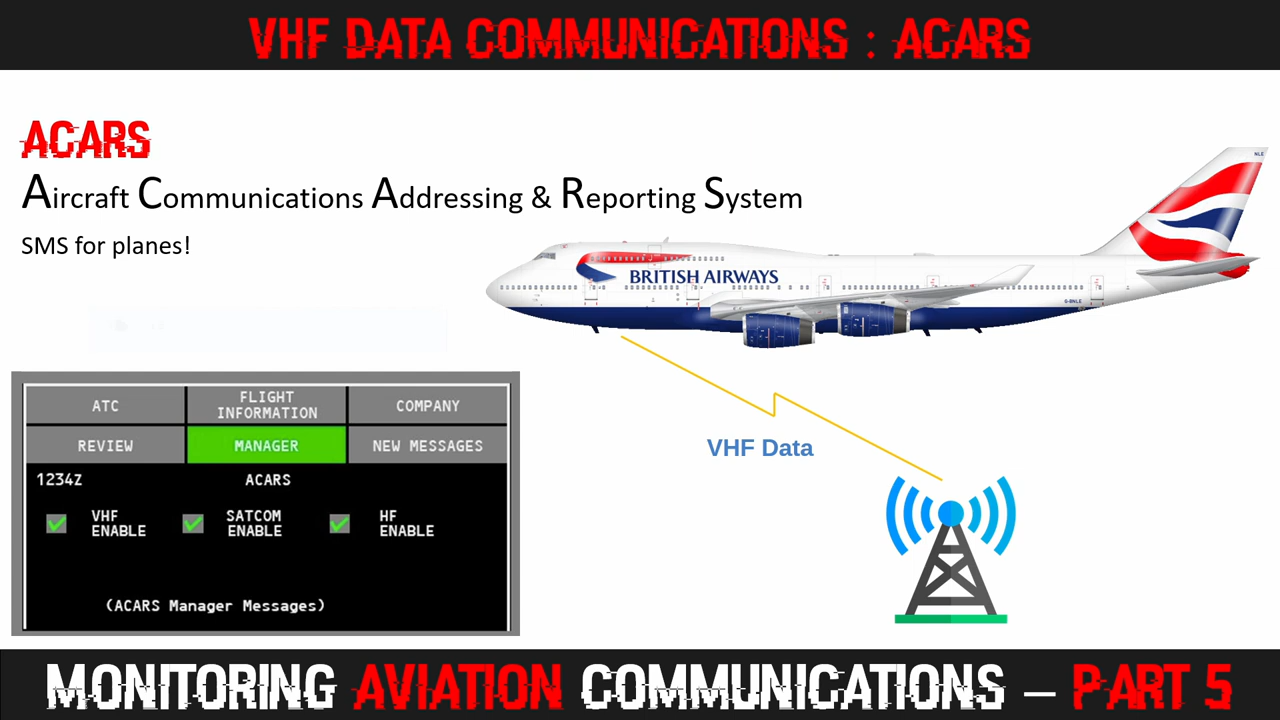 VHF DATA COMMUNICATIONS : ACARS
ACARS
Aircraft Communications Addressing & Reporting System
SMS for planes!
NLE
BRITISH AIRWAYS
G-BNLE
ATC
FLIGHT
INFORMATION
COMPANY
REVIEW
MANAGER
NEW MESSAGES
1234Z
ACARS
VHF
ENABLE
SATCOM
ENABLE
HF
ENABLE
(ACARS Manager Messages)
VHF Data
MONITORING AVIATION COMMUNICATIONS – PART 5